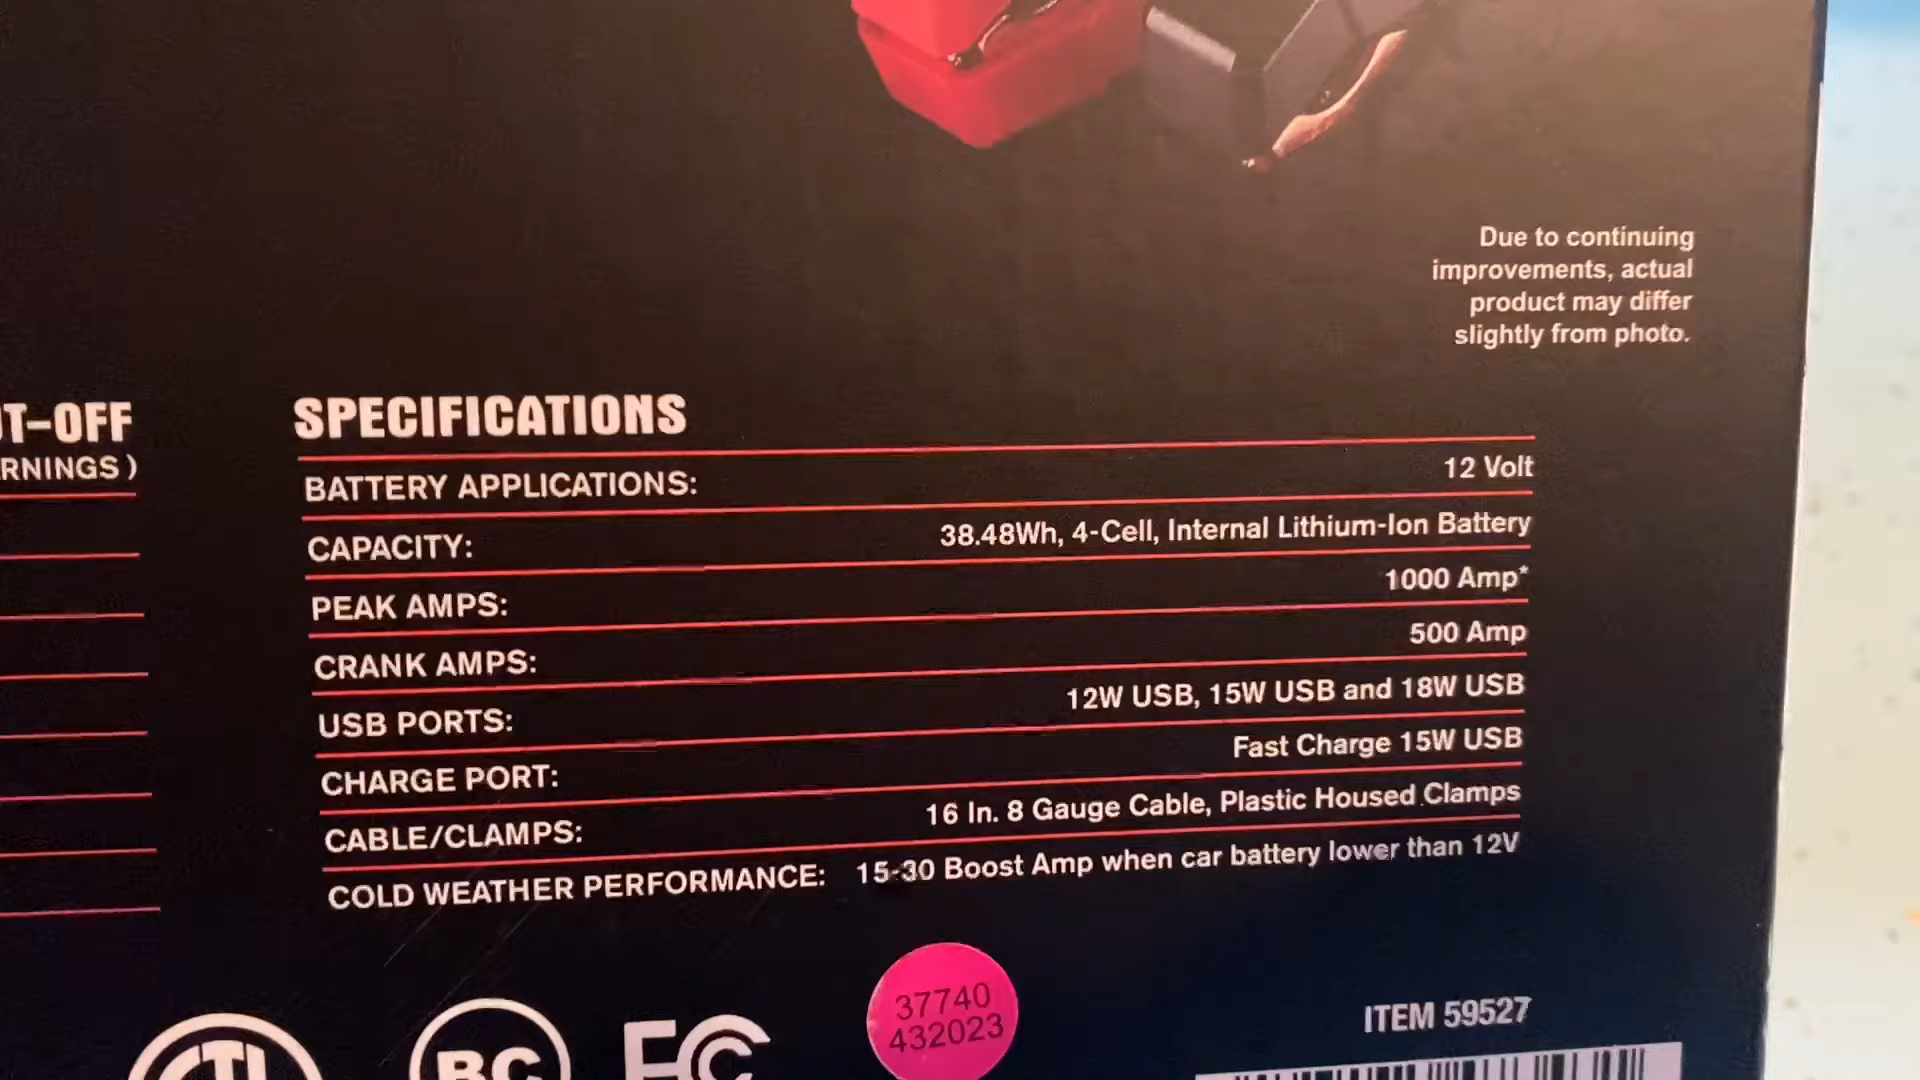 Due to continuing
improvements, actual
product may differ
slightly from photo.
T-OFF
RNINGS)
SPECIFICATIONS
BATTERY APPLICATIONS: 12 Volt
CAPACITY: 38.48Wh, 4-Cell, Internal Lithium-Ion Battery
PEAK AMPS: 1000 Amp*
CRANK AMPS: 500 Amp
USB PORTS: 12W USB, 15W USB and 18W USB
CHARGE PORT: Fast Charge 15W USB
CABLE/CLAMPS: 16 In. 8 Gauge Cable, Plastic Housed Clamps
COLD WEATHER PERFORMANCE: 15-30 Boost Amp when car battery lower than 12V
BC
FC
37740
432023
ITEM 59527